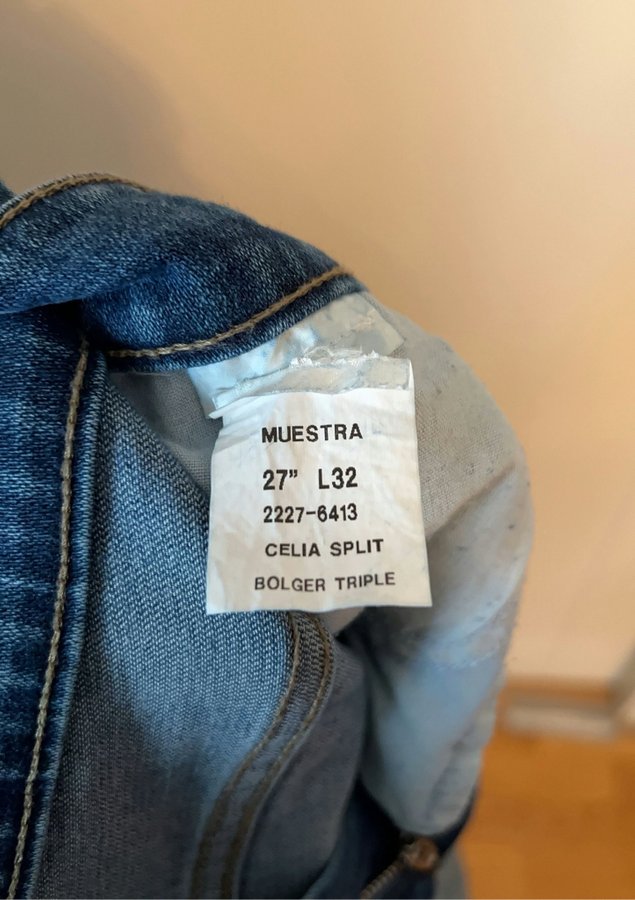 MUESTRA
27” L32
2227-6413
CELIA SPLIT
BOLGER TRIPLE